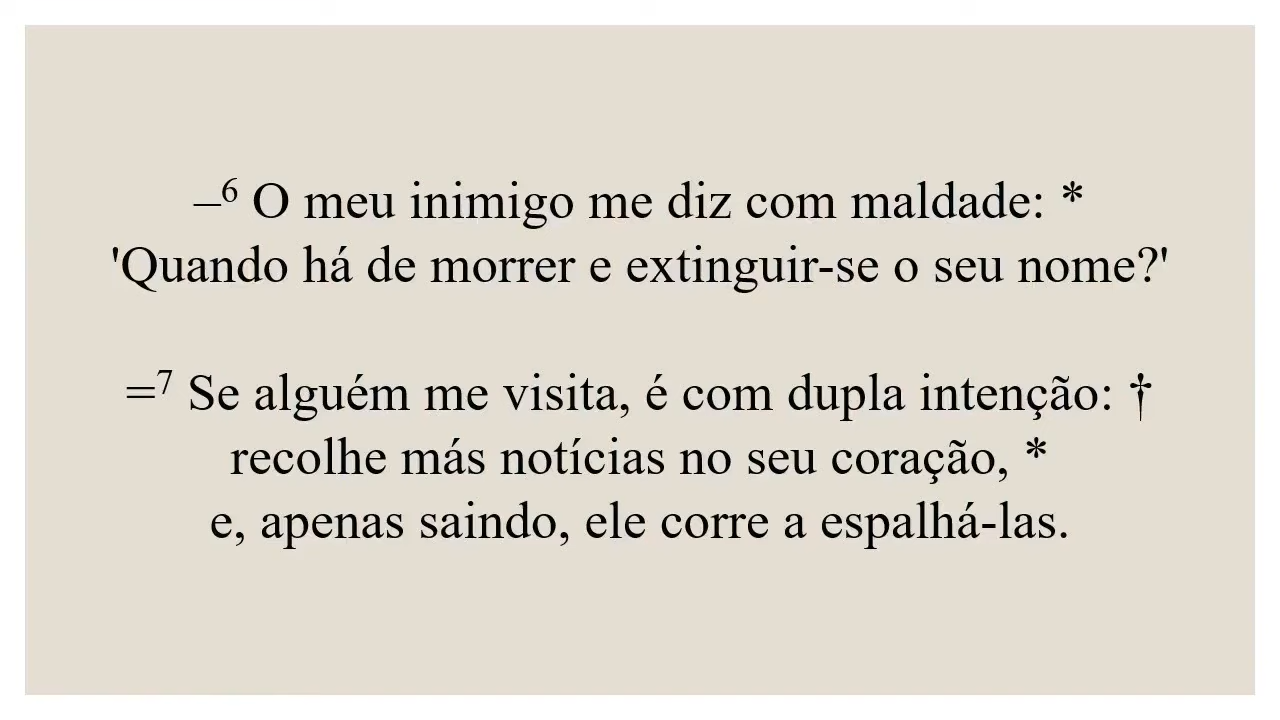 –⁶ O meu inimigo me diz com maldade: *
'Quando há de morrer e extinguir-se o seu nome?'
=⁷ Se alguém me visita, é com dupla intenção: †
recolhe más notícias no seu coração, *
e, apenas saindo, ele corre a espalhá-las.